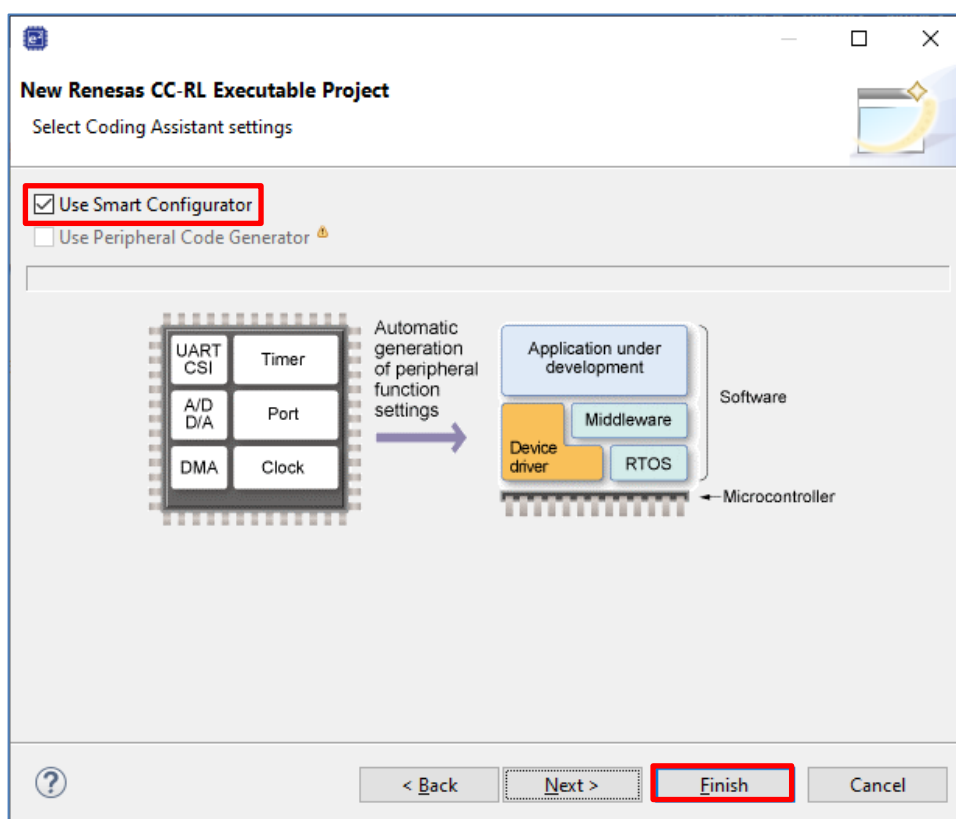 New Renesas CC-RL Executable Project
Select Coding Assistant settings
Use Smart Configurator
Use Peripheral Code Generator
UART
CSI
Timer
A/D
D/A
Port
DMA
Clock
Automatic
generation
of peripheral
function
settings
Application under
development
Middleware
Device
driver
RTOS
Software
Microcontroller
?
< Back
Next >
Finish
Cancel